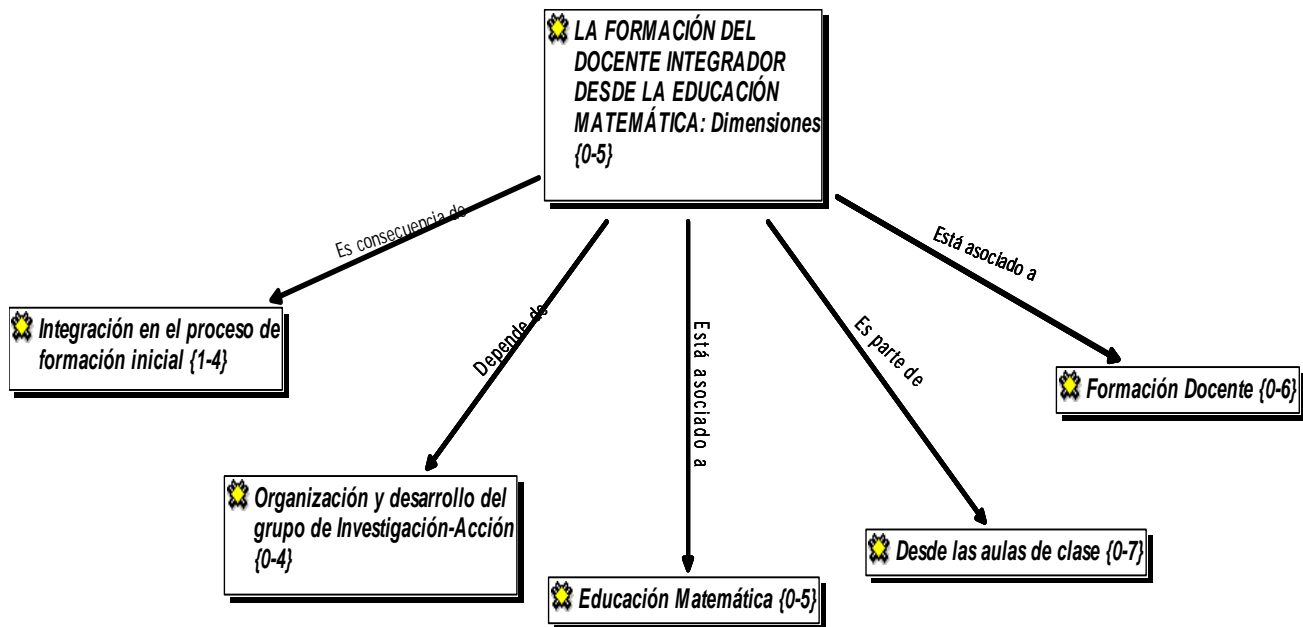 LA FORMACIÓN DEL
DOCENTE INTEGRADOR
DESDE LA EDUCACIÓN
MATEMÁTICA: Dimensiones
{0-5}
Es consecuencia de
Está asociado a
Integración en el proceso de
formación inicial {1-4}
Depende de
Está asociado a
Es parte de
Formación Docente {0-6}
Organización y desarrollo del
grupo de Investigación-Acción
{0-4}
Desde las aulas de clase {0-7}
Educación Matemática {0-5}